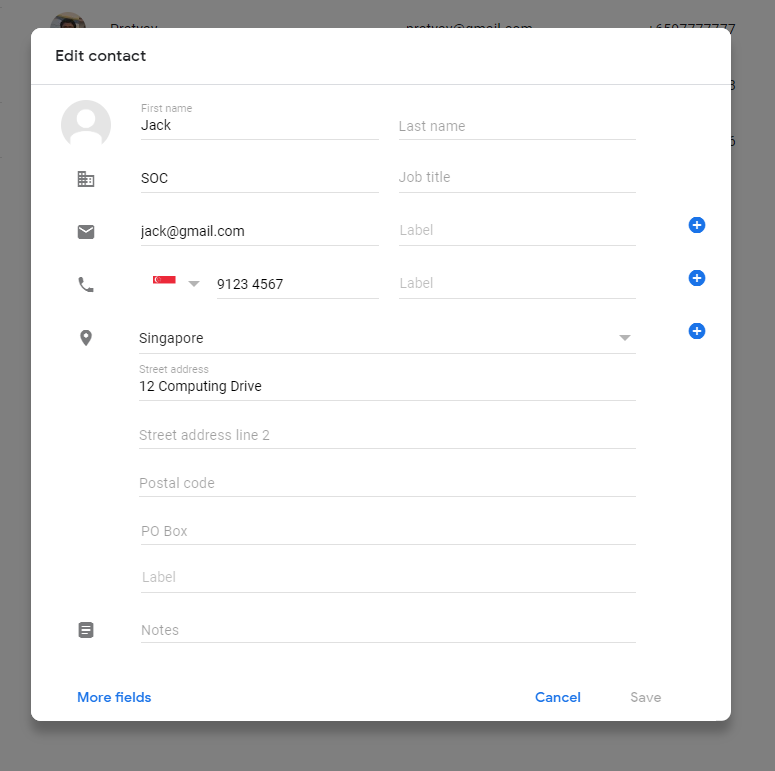 Edit contact
First name
Jack
Last name
SOC
Job title
jack@gmail.com
Label
9123 4567
Label
Singapore
Street address
12 Computing Drive
Street address line 2
Postal code
PO Box
Label
Notes
More fields
Cancel
Save